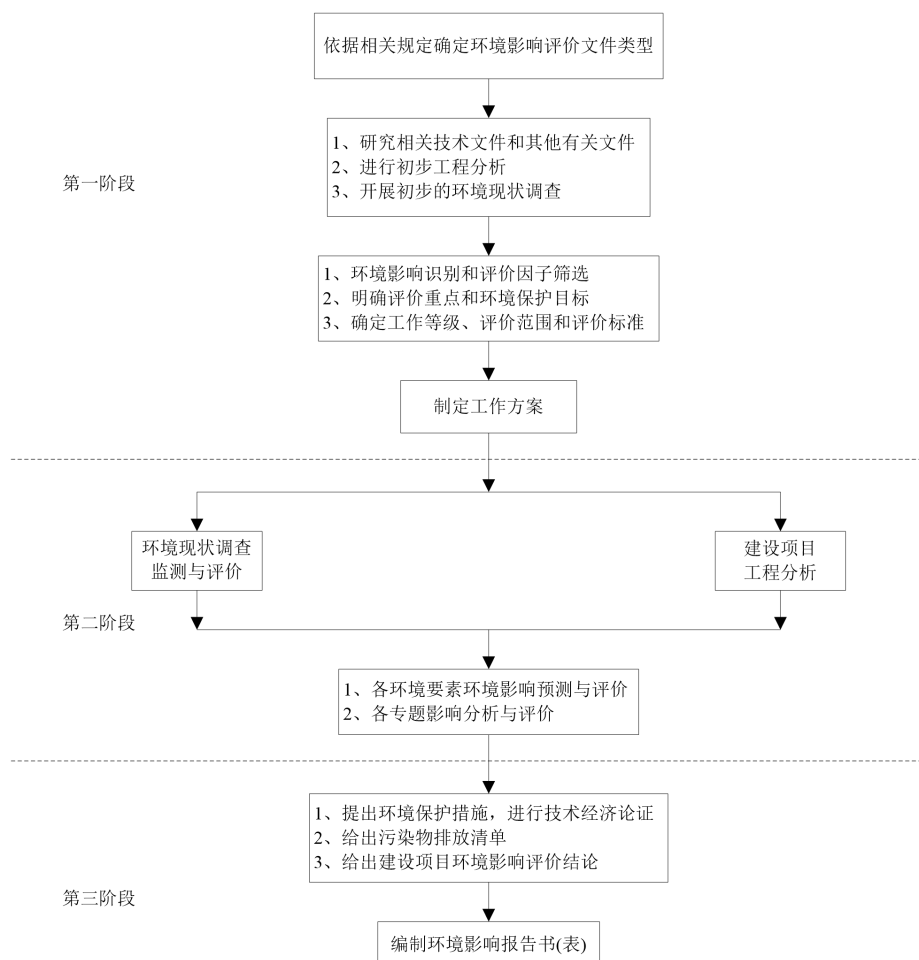 依据相关规定确定环境影响评价文件类型
1、研究相关技术文件和其他有关文件
2、进行初步工程分析
3、开展初步的环境现状调查
第一阶段
1、环境影响识别和评价因子筛选
2、明确评价重点和环境保护目标
3、确定工作等级、评价范围和评价标准
制定工作方案
环境现状调查
监测与评价
建设项目
工程分析
第二阶段
1、各环境要素环境影响预测与评价
2、各专题影响分析与评价
1、提出环境保护措施，进行技术经济论证
2、给出污染物排放清单
3、给出建设项目环境影响评价结论
第三阶段
编制环境影响报告书(表)